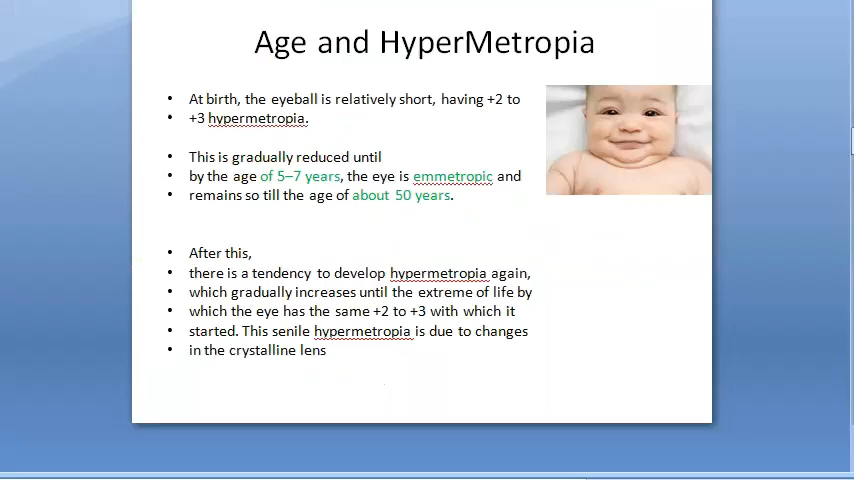 Age and HyperMetropia
• At birth, the eyeball is relatively short, having +2 to
• +3 hypermetropia.
• This is gradually reduced until
• by the age of 5–7 years, the eye is emmetropic and
• remains so till the age of about 50 years.
• After this,
• there is a tendency to develop hypermetropia again,
• which gradually increases until the extreme of life by
• which the eye has the same +2 to +3 with which it
• started. This senile hypermetropia is due to changes
• in the crystalline lens